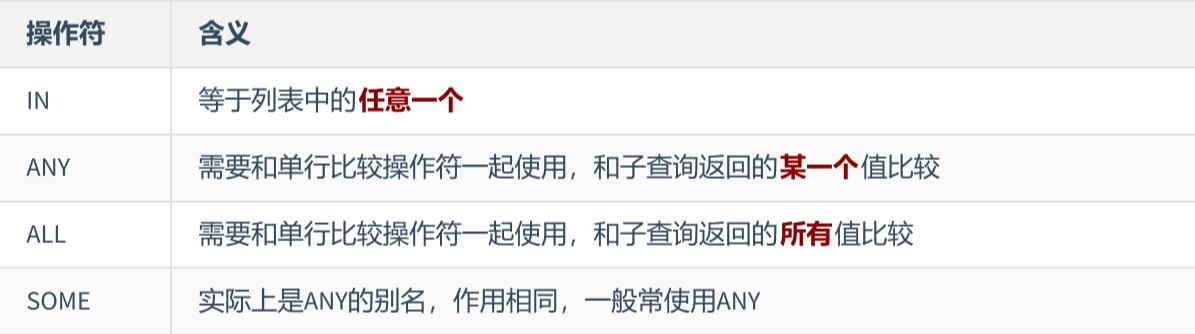 操作符 含义
IN 等于列表中的任意一个
ANY 需要和单行比较操作符一起使用，和子查询返回的某一个值比较
ALL 需要和单行比较操作符一起使用，和子查询返回的所有值比较
SOME 实际上是ANY的别名，作用相同，一般常使用ANY